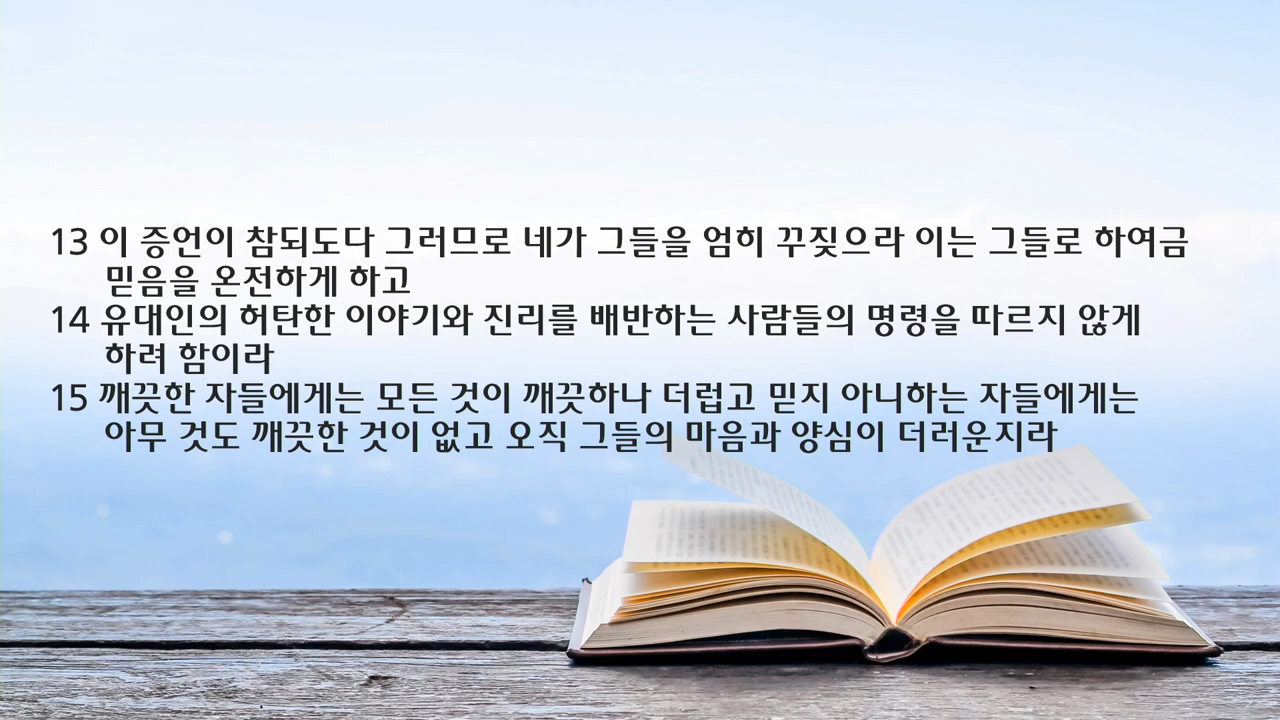 13 이 증언이 참되도다 그러므로 네가 그들을 엄히 꾸짖으라 이는 그들로 하여금
믿음을 온전하게 하고
14 유대인의 허탄한 이야기와 진리를 배반하는 사람들의 명령을 따르지 않게
하려 함이라
15 깨끗한 자들에게는 모든 것이 깨끗하나 더럽고 믿지 아니하는 자들에게는
아무 것도 깨끗한 것이 없고 오직 그들의 마음과 양심이 더러운지라